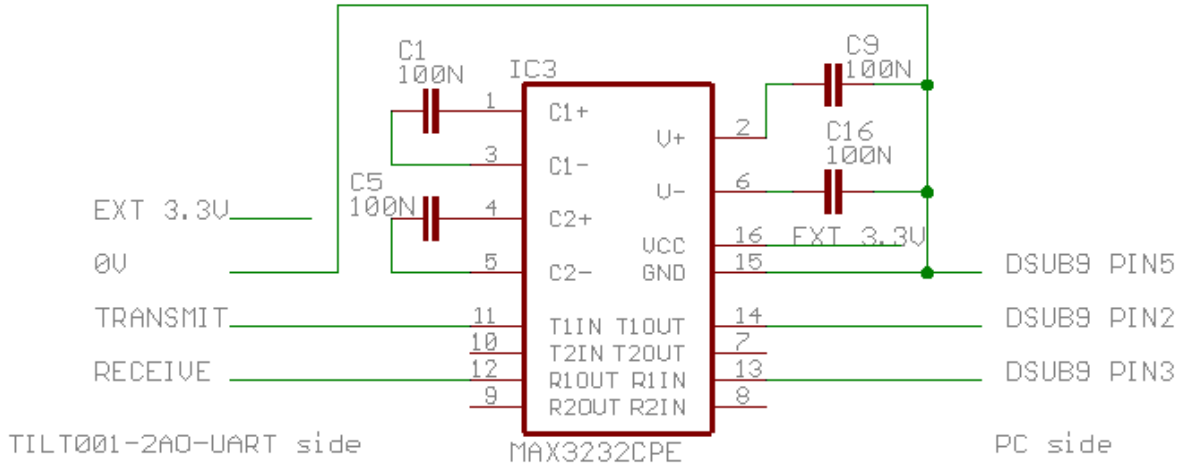 C1
100N
IC3
C9
100N
1
C1+
V+
2
C16
100N
3
C1-
C5
100N
4
C2+
V-
6
EXT 3.3V
VCC
16
EXT 3.3V
0V
5
C2-
GND
15
DSUB9 PIN5
TRANSMIT
11
T1IN T1OUT
14
DSUB9 PIN2
10
T2IN T2OUT
7
RECEIVE
12
R1OUT R1IN
13
DSUB9 PIN3
9
R2OUT R2IN
8
TILT001-2AO-UART side
MAX3232CPE
PC side